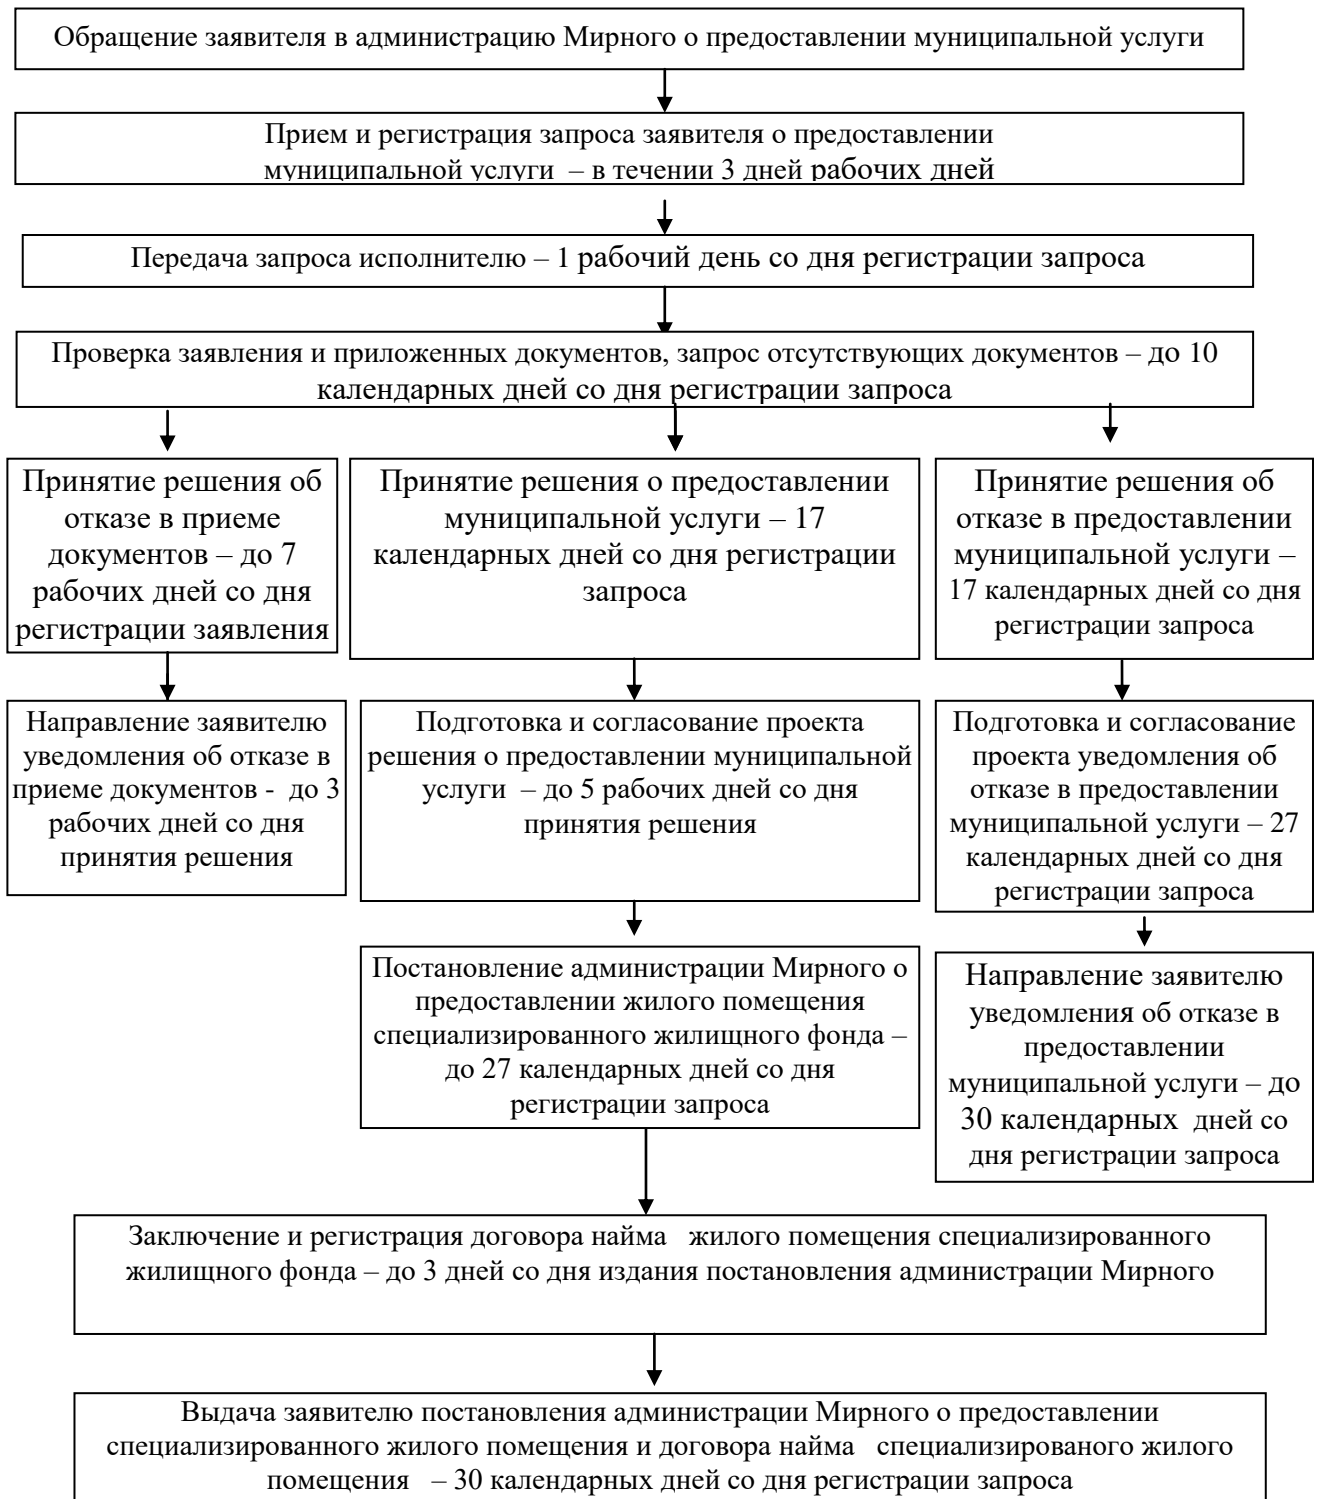 Обращение заявителя в администрацию Мирного о предоставлении муниципальной услуги
Прием и регистрация запроса заявителя о предоставлении
муниципальной услуги – в течении 3 дней рабочих дней
Передача запроса исполнителю – 1 рабочий день со дня регистрации запроса
Проверка заявления и приложенных документов, запрос отсутствующих документов – до 10
календарных дней со дня регистрации запроса
Принятие решения об
отказе в приеме
документов – до 7
рабочих дней со дня
регистрации заявления
Принятие решения о предоставлении
муниципальной услуги – 17
календарных дней со дня регистрации
запроса
Принятие решения об
отказе в предоставлении
муниципальной услуги –
17 календарных дней со дня
регистрации запроса
Направление заявителю
уведомления об отказе в
приеме документов - до 3
рабочих дней со дня
принятия решения
Подготовка и согласование проекта
решения о предоставлении муниципальной
услуги – до 5 рабочих дней со дня
принятия решения
Подготовка и согласование
проекта уведомления об
отказе в предоставлении
муниципальной услуги – 27
календарных дней со дня
регистрации запроса
Постановление администрации Мирного о
предоставлении жилого помещения
специализированного жилищного фонда –
до 27 календарных дней со дня
регистрации запроса
Направление заявителю
уведомления об отказе в
предоставлении
муниципальной услуги – до
30 календарных дней со
дня регистрации запроса
Заключение и регистрация договора найма жилого помещения специализированного
жилищного фонда – до 3 дней со дня издания постановления администрации Мирного
Выдача заявителю постановления администрации Мирного о предоставлении
специализированного жилого помещения и договора найма специализированого жилого
помещения – 30 календарных дней со дня регистрации запроса